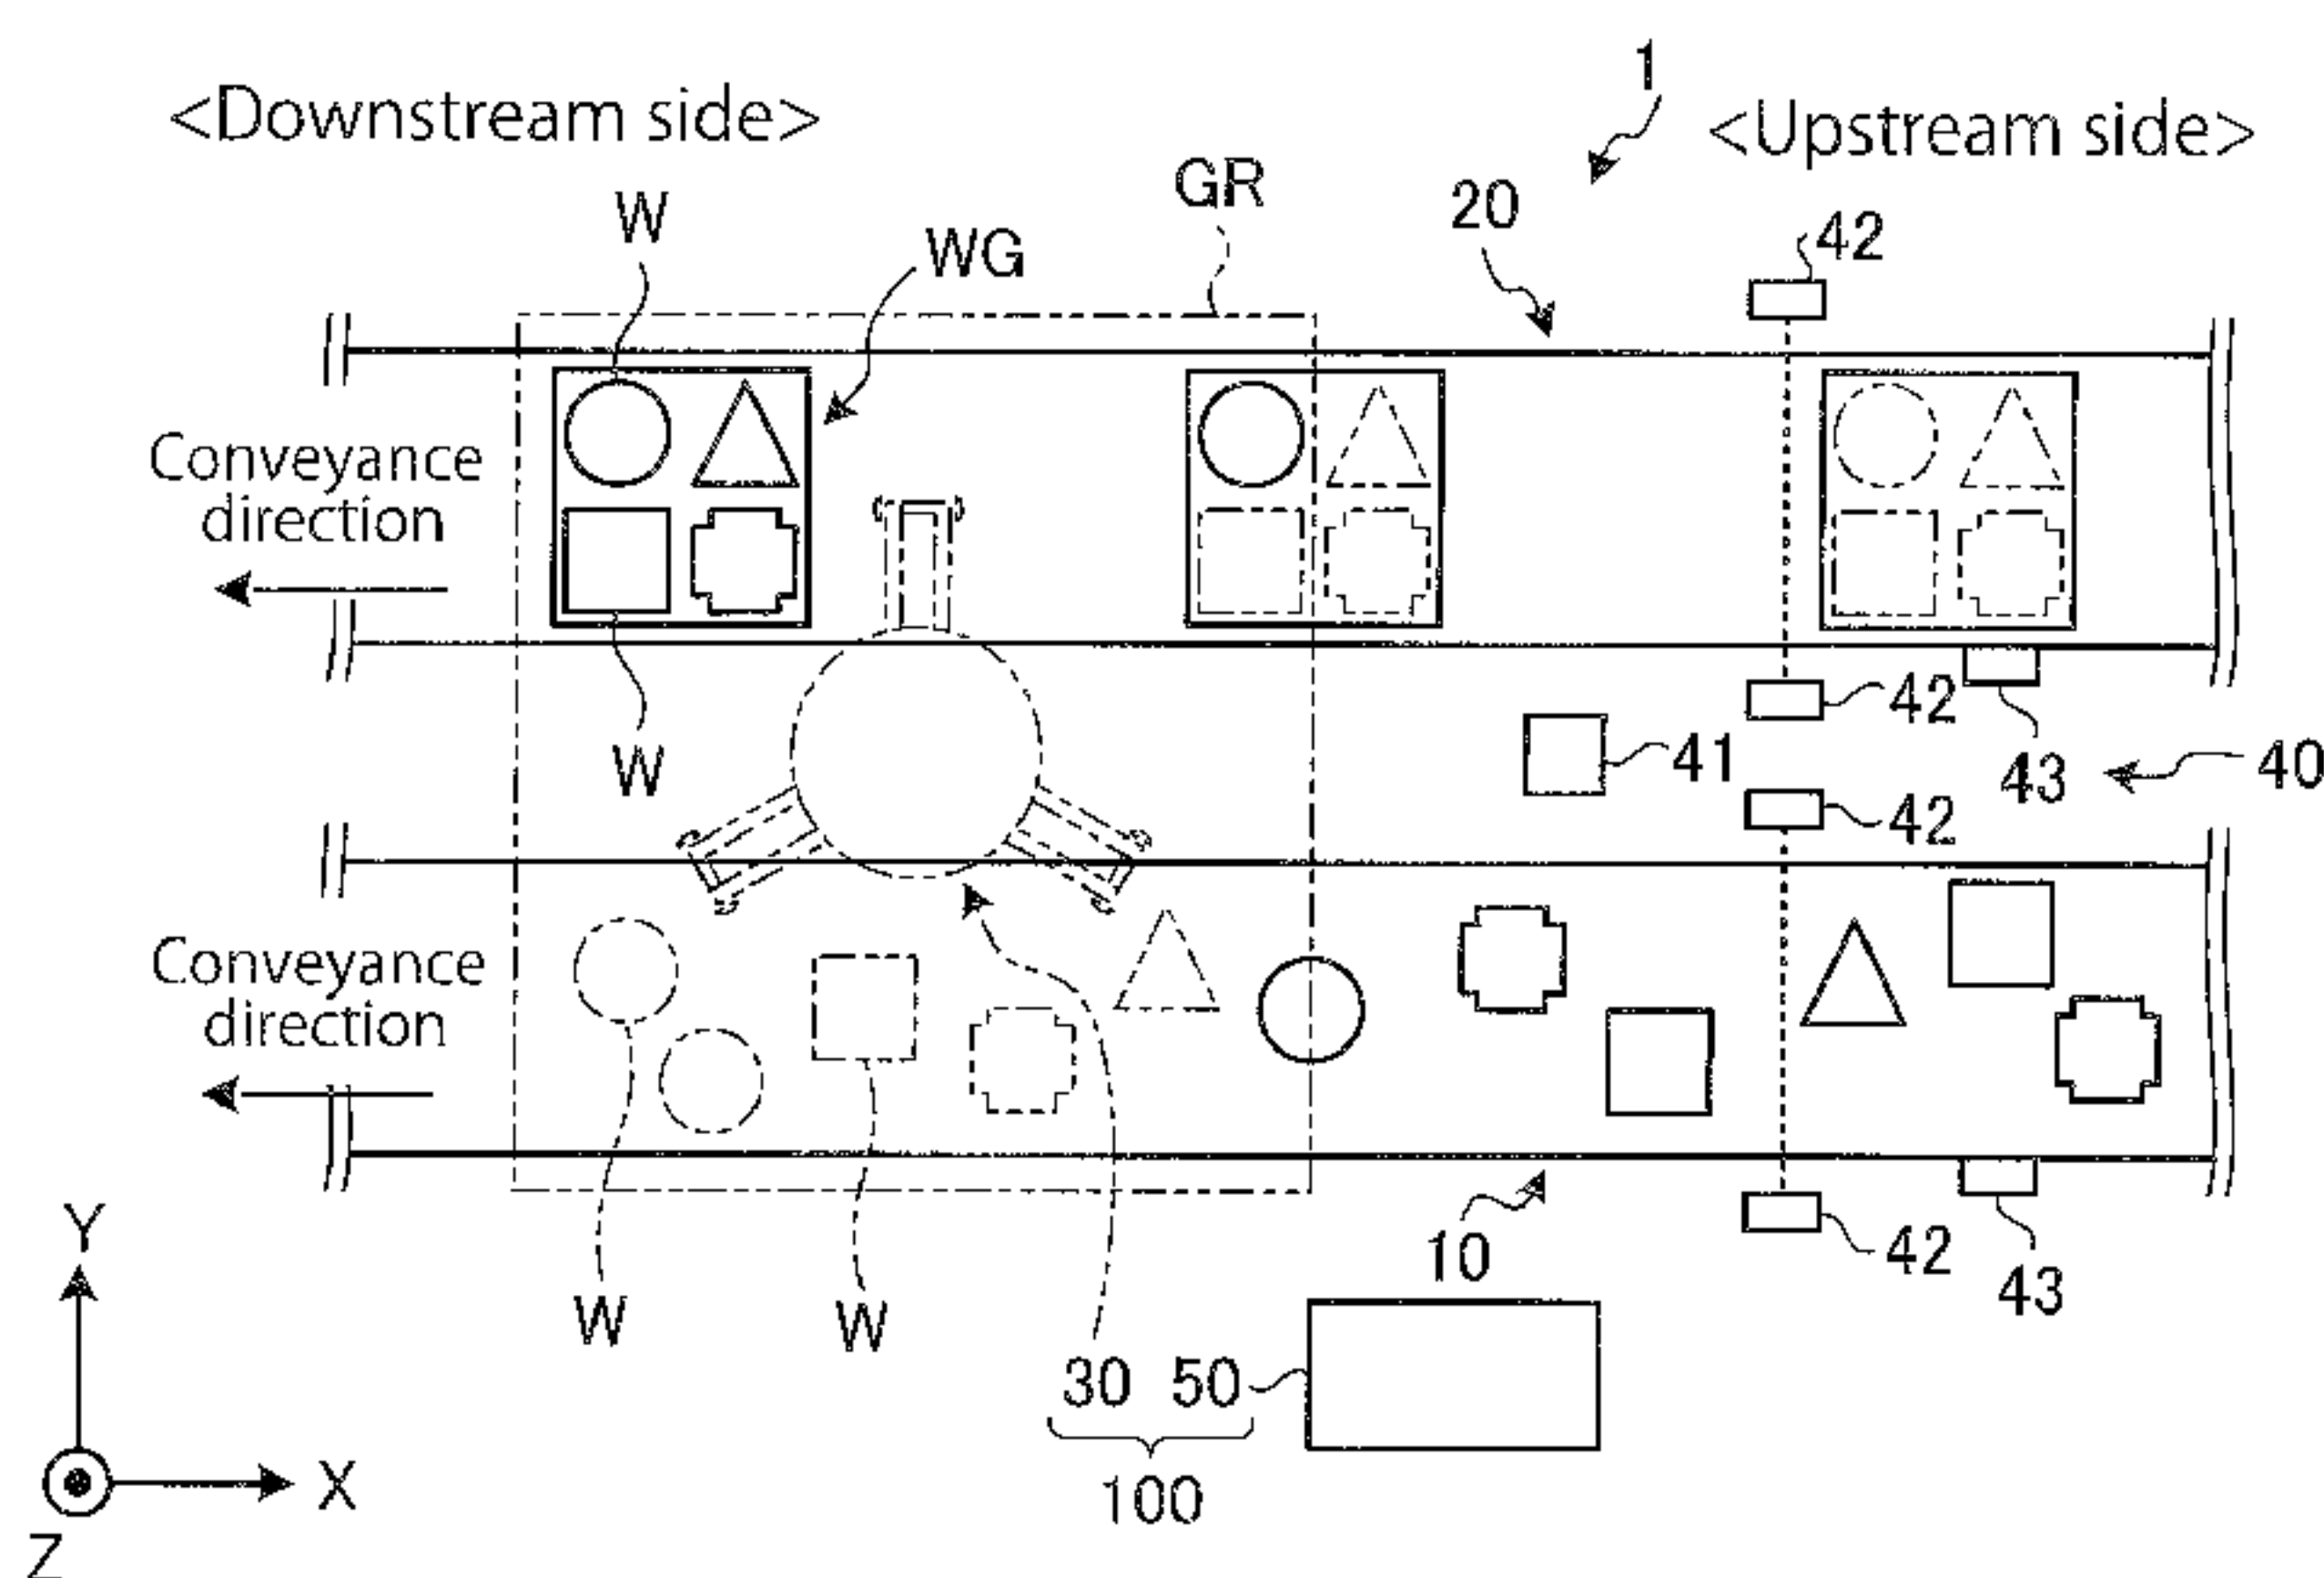 1
<Downstream side>
<Upstream side>
GR
W
20
42
WG
Conveyance
direction
42
41
W
43
40
42
Conveyance
direction
Y
10
42
43
W
W
30 50
100
X
Z